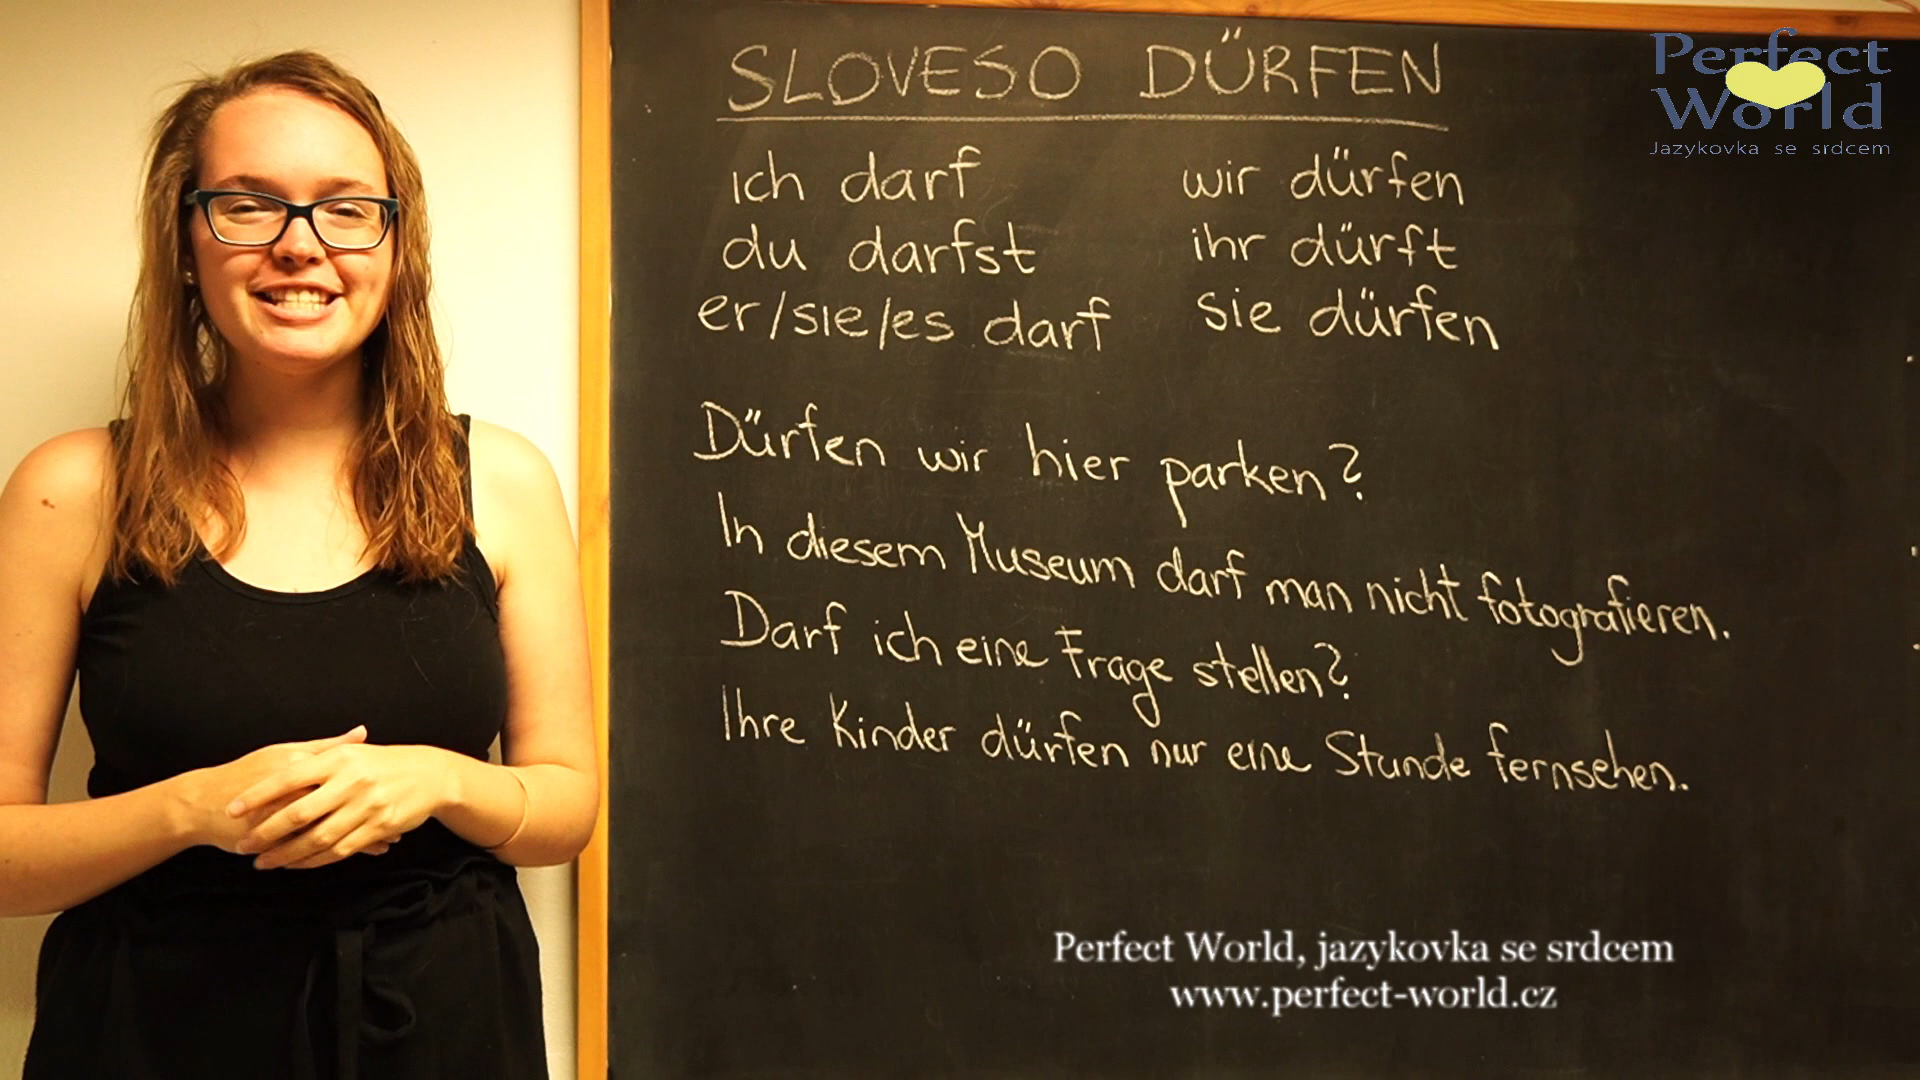 SLOVESO DÜRFEN
ich darf
du darfst
er/sie/es darf
wir dürfen
ihr dürft
sie dürfen
Dürfen wir hier parken?
In diesem Museum darf man nicht fotografieren.
Darf ich eine Frage stellen?
Ihre Kinder dürfen nur eine Stunde fernsehen.
Perfect
World
Jazykovka se srdcem
Perfect World, jazykovka se srdcem
www.perfect-world.cz